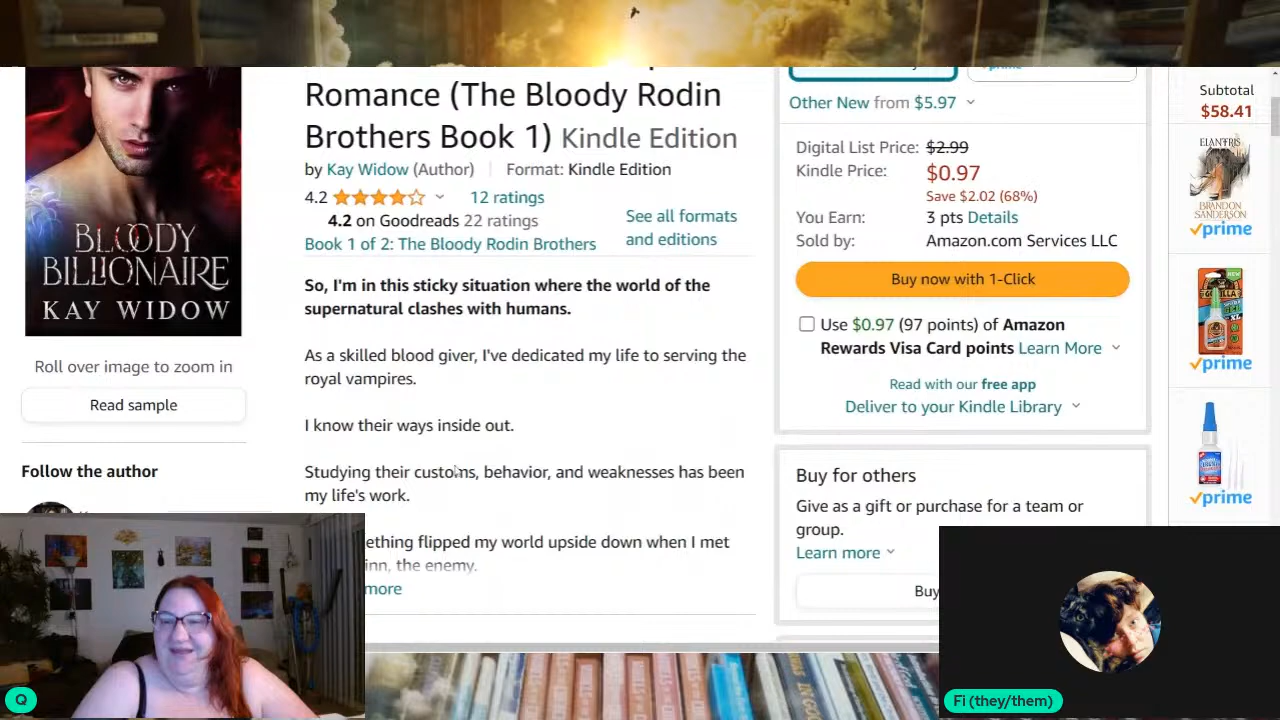 Romance (The Bloody Rodin
Brothers Book 1) Kindle Edition
by Kay Widow (Author) Format: Kindle Edition
4.2 12 ratings
4.2 on Goodreads 22 ratings
Book 1 of 2: The Bloody Rodin Brothers
See all formats
and editions
So, I'm in this sticky situation where the world of the
supernatural clashes with humans.
As a skilled blood giver, I've dedicated my life to serving the
royal vampires.
I know their ways inside out.
Studying their customs, behavior, and weaknesses has been
my life's work.
ething flipped my world upside down when I met
inn, the enemy.
more
BLOODY
BILLIONAIRE
KAY WIDOW
Roll over image to zoom in
Read sample
Follow the author
Other New from $5.97
Digital List Price: $2.99
Kindle Price: $0.97
Save $2.02 (68%)
You Earn: 3 pts Details
Sold by: Amazon.com Services LLC
Buy now with 1-Click
Use $0.97 (97 points) of Amazon
Rewards Visa Card points Learn More
Read with our free app
Deliver to your Kindle Library
Buy for others
Give as a gift or purchase for a team or
group.
Learn more
Buy
Subtotal
$58.41
ELANTRIS
BRANDON
SANDERSON
prime
prime
prime
Q
Fi (they/them)